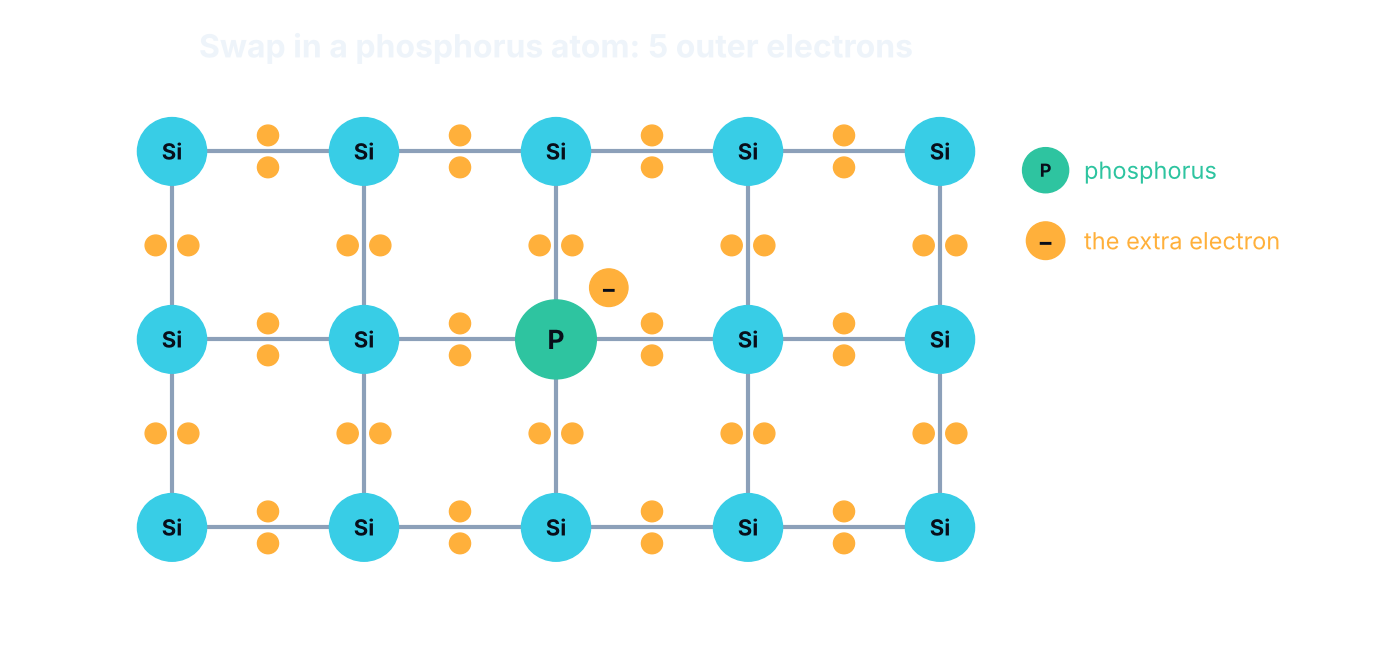 Swap in a phosphorus atom: 5 outer electrons
Si Si Si Si Si
P phosphorus
– the extra electron
–
Si Si P Si Si
Si Si Si Si Si